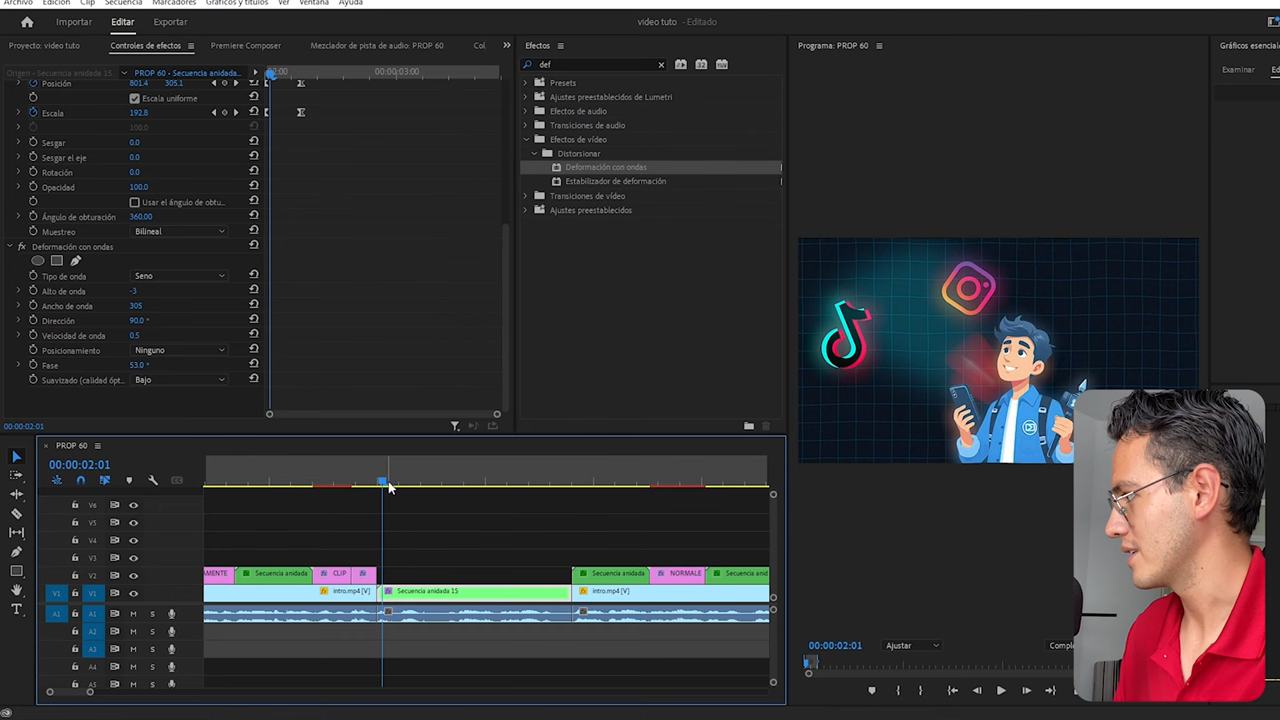 Archivo Edición Clip Secuencia Marcadores Gráficos y títulos Ver Ventana Ayuda
Importar Editar Exportar
video tuto - Editado
Proyecto: video tuto Controles de efectos Premiere Composer Mezclador de pista de audio: PROP 60 Col.
Origen - Secuencia anidada 15 PROP 60 - Secuencia anidada...
:02:00 00:00:03:00
Posición 801.4 305.1
Escala uniforme
Escala 192.8
100.0
Sesgar 0.0
Sesgar el eje 0.0
Rotación 0.0
Opacidad 100.0
Usar el ángulo de obtu...
Ángulo de obturación 360.00
Muestreo Bilineal
fx Deformación con ondas
Tipo de onda Seno
Alto de onda -3
Ancho de onda 305
Dirección 90.0 °
Velocidad de onda 0.5
Posicionamiento Ninguno
Fase 53.0 °
Suavizado (calidad ópt... Bajo
00:00:02:01
Efectos
def
Presets
Ajustes preestablecidos de Lumetri
Efectos de audio
Transiciones de audio
Efectos de vídeo
Distorsionar
Deformación con ondas
Estabilizador de deformación
Transiciones de vídeo
Ajustes preestablecidos
Programa: PROP 60
Gráficos esencial
Examinar Ed
00:00:02:01 Ajustar Comple
PROP 60
00:00:02:01
V6
V5
V4
V3
V2
V1 V1
A1 A1 M S
A2 M S
A3 M S
A4 M S
A5 M S
AMENTE Secuencia anidada CLIP Secuencia anidada NORMALE Secuencia anid
intro.mp4 [V] Secuencia anidada 15 intro.mp4 [V]